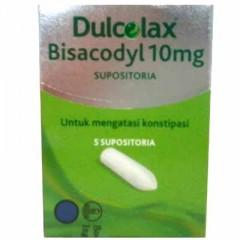 Dulcolax
Bisacodyl 10mg
SUPOSITORIA
Untuk mengatasi konstipasi
5 SUPOSITORIA